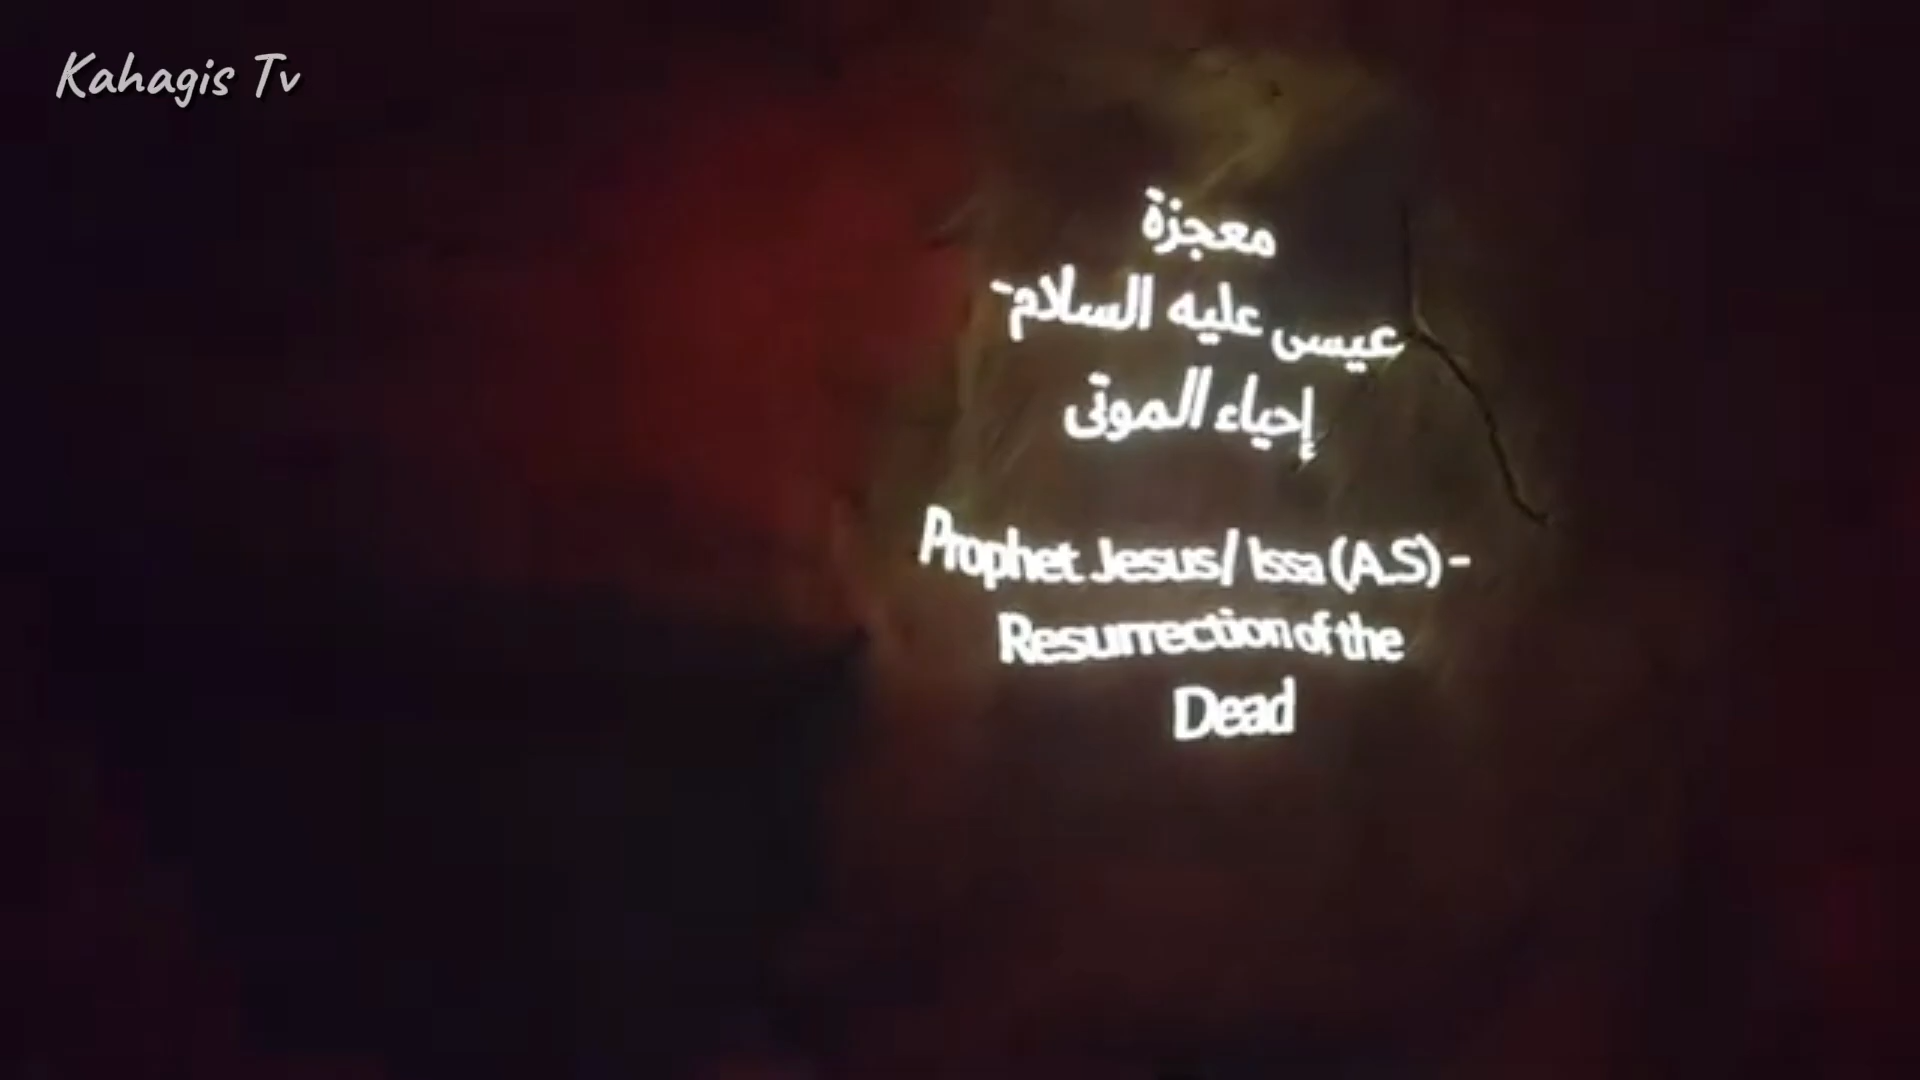 Kahagis Tv
معجزة
عيسى عليه السلام-
إحياء الموتى
Prophet Jesus/ Issa (A.S) -
Resurrection of the
Dead